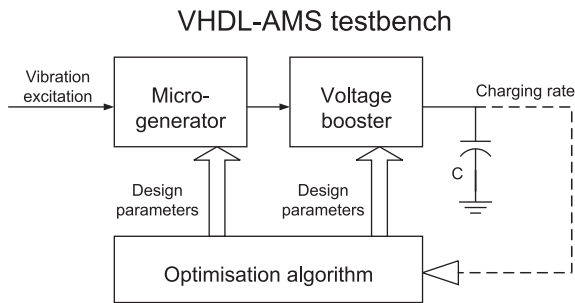 VHDL-AMS testbench
Vibration
excitation
Micro-
generator
Voltage
booster
Charging rate
C
Design
parameters
Design
parameters
Optimisation algorithm